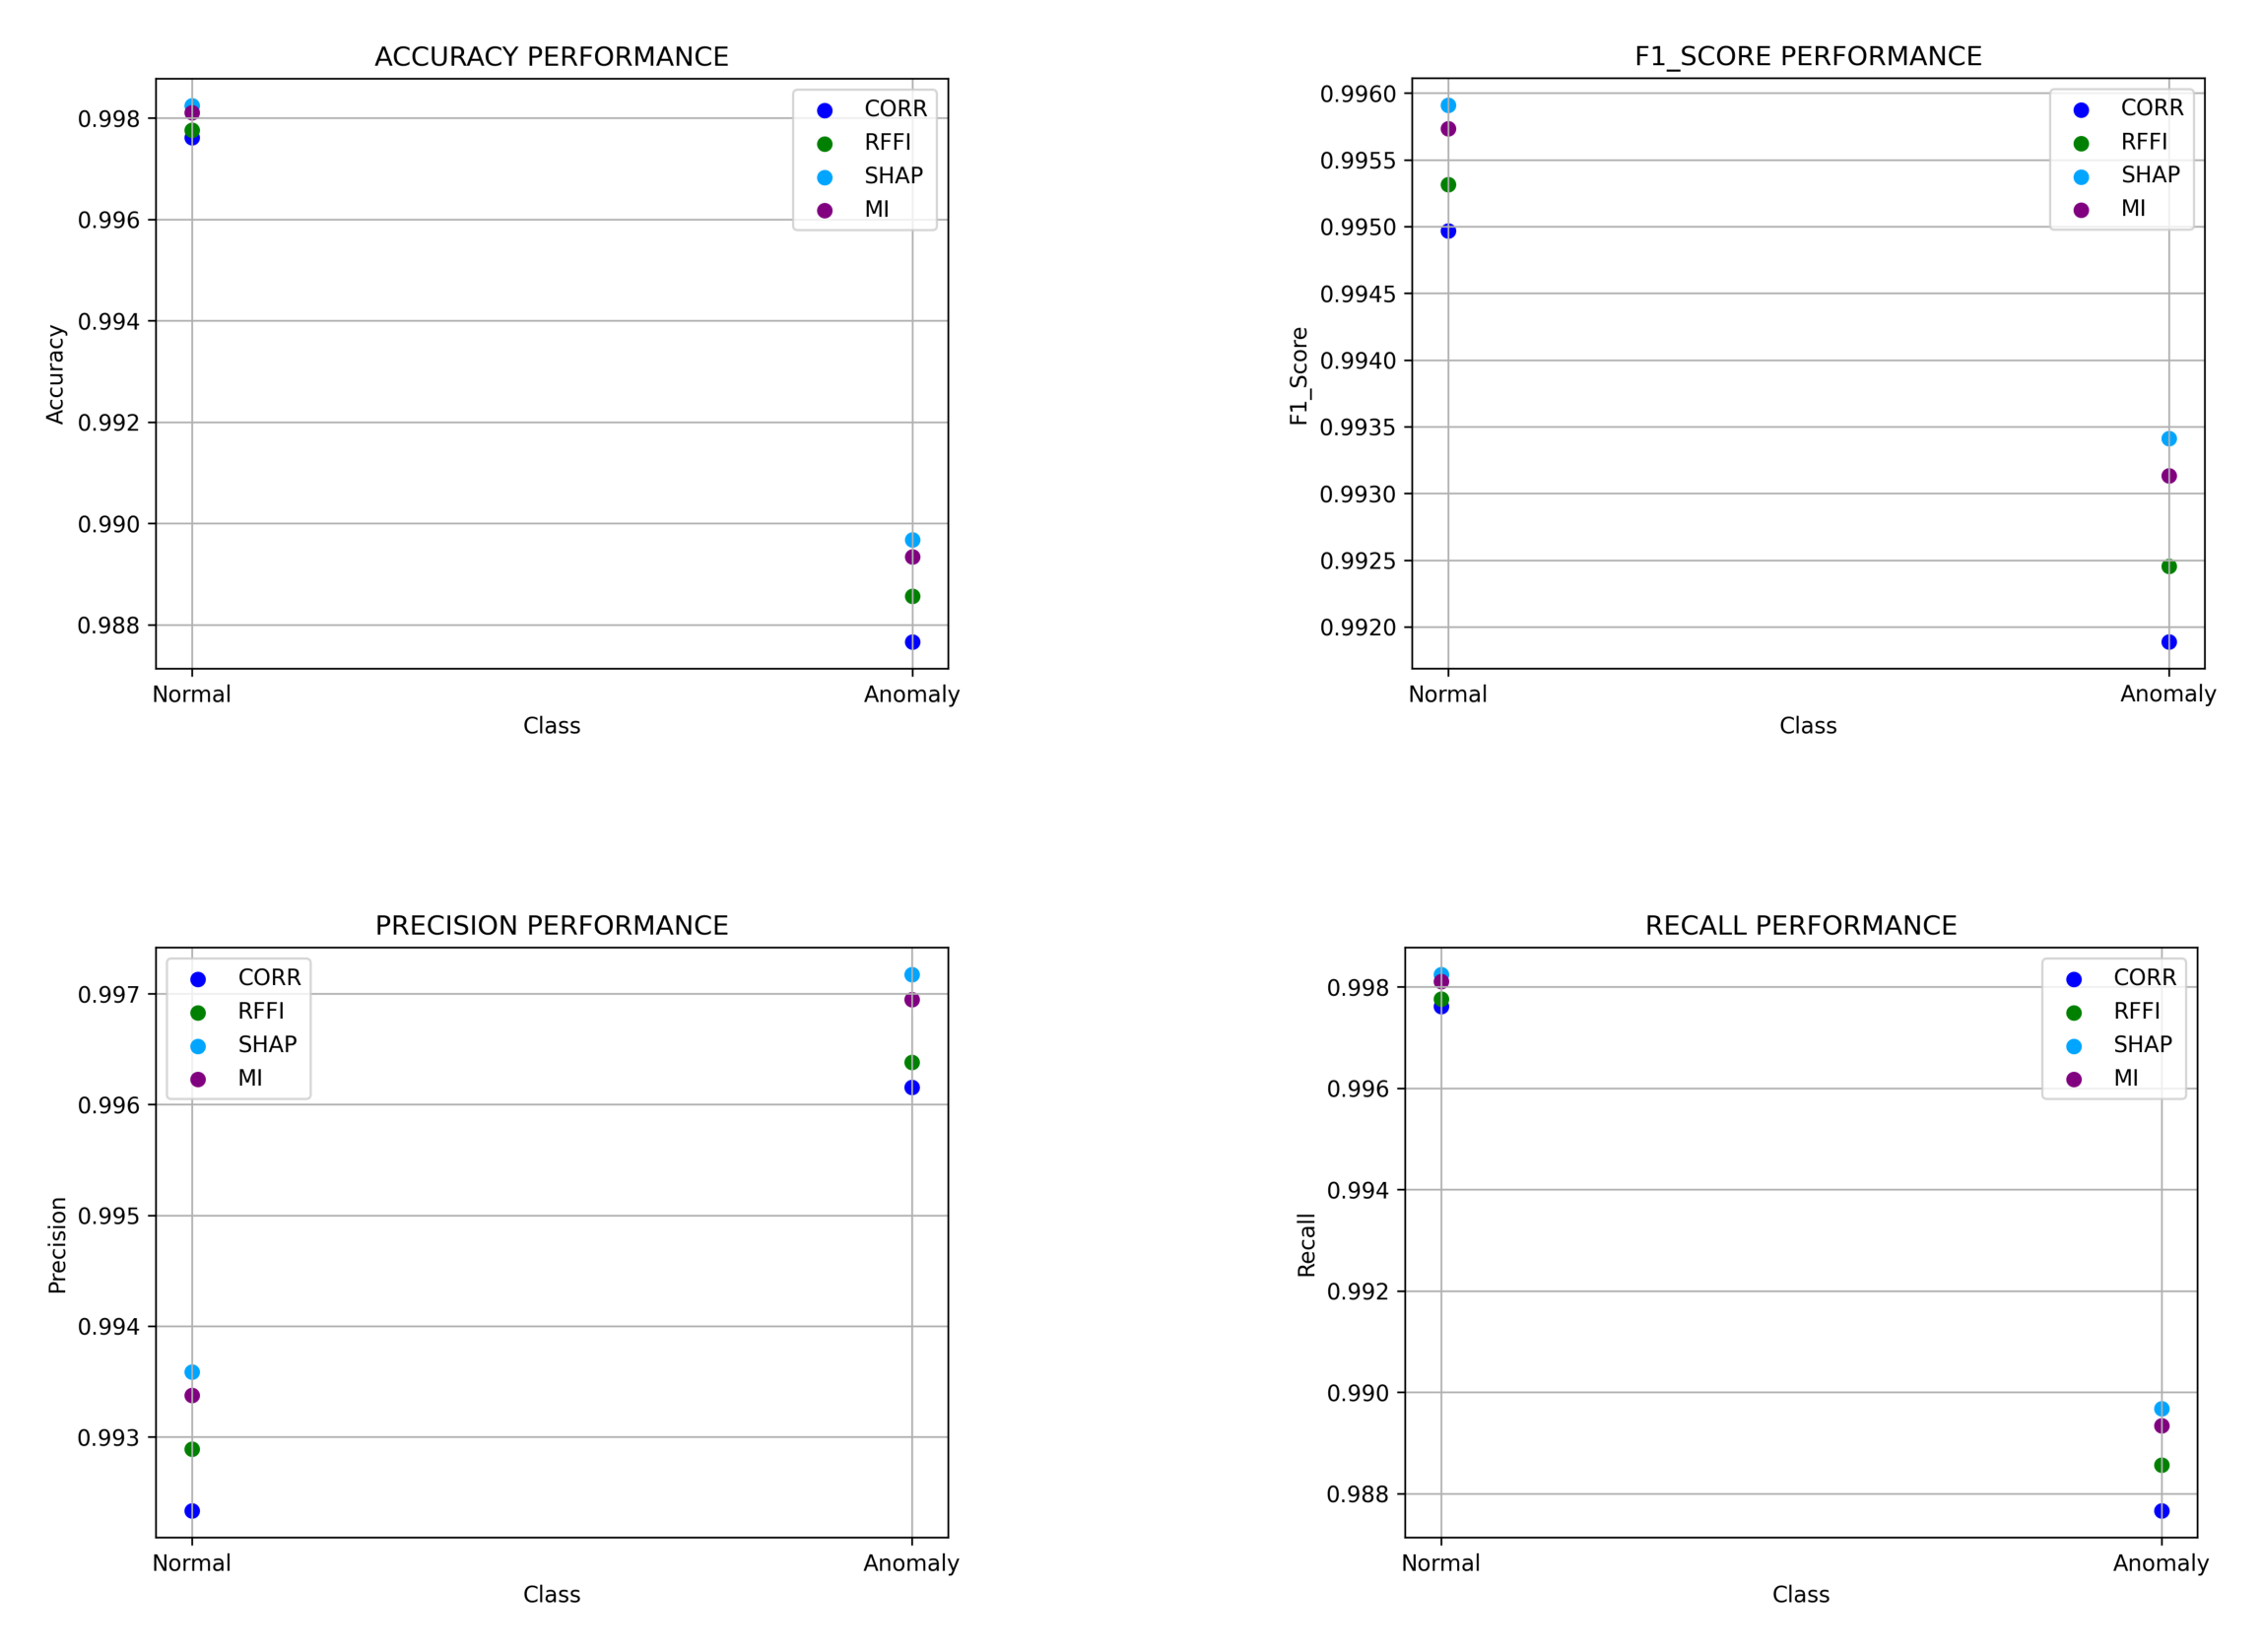 ACCURACY PERFORMANCE
Accuracy
0.998
0.996
0.994
0.992
0.990
0.988
CORR
RFFI
SHAP
MI
Normal
Anomaly
Class
F1_SCORE PERFORMANCE
F1_Score
0.9960
0.9955
0.9950
0.9945
0.9940
0.9935
0.9930
0.9925
0.9920
CORR
RFFI
SHAP
MI
Normal
Anomaly
Class
PRECISION PERFORMANCE
Precision
0.997
0.996
0.995
0.994
0.993
CORR
RFFI
SHAP
MI
Normal
Anomaly
Class
RECALL PERFORMANCE
Recall
0.998
0.996
0.994
0.992
0.990
0.988
CORR
RFFI
SHAP
MI
Normal
Anomaly
Class